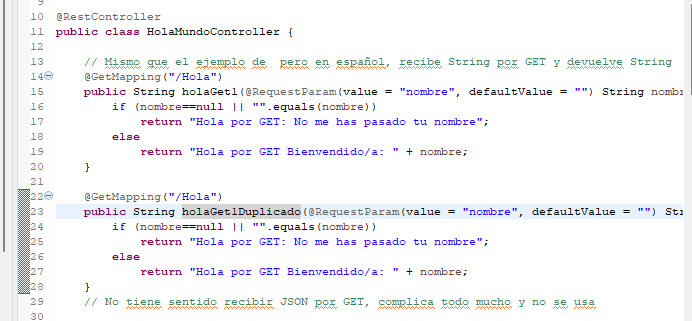 9
10 @RestController
11 public class HolaMundoController {
12
13 // Mismo que el ejemplo de pero en español, recibe String por GET y devuelve String
14 @GetMapping("/Hola")
15 public String holaGet1(@RequestParam(value = "nombre", defaultValue = "") String nombr
16 if (nombre==null || "".equals(nombre))
17 return "Hola por GET: No me has pasado tu nombre";
18 else
19 return "Hola por GET Bienvenido/a: " + nombre;
20 }
21
22 @GetMapping("/Hola")
23 public String holaGet1Duplicado(@RequestParam(value = "nombre", defaultValue = "") Str
24 if (nombre==null || "".equals(nombre))
25 return "Hola por GET: No me has pasado tu nombre";
26 else
27 return "Hola por GET Bienvenido/a: " + nombre;
28 }
29 // No tiene sentido recibir JSON por GET, complica todo mucho y no se usa
30